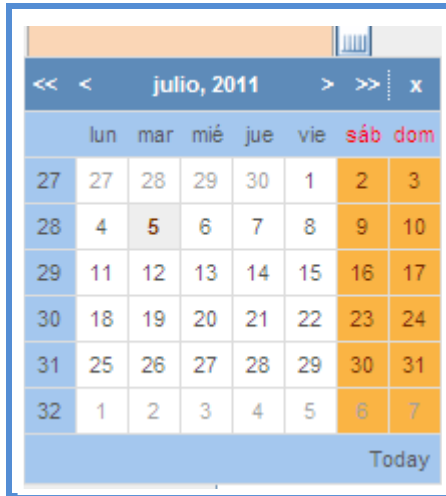 << < julio, 2011 > >> x
lun mar mié jue vie sáb dom
27 27 28 29 30 1 2 3
28 4 5 6 7 8 9 10
29 11 12 13 14 15 16 17
30 18 19 20 21 22 23 24
31 25 26 27 28 29 30 31
32 1 2 3 4 5 6 7
Today